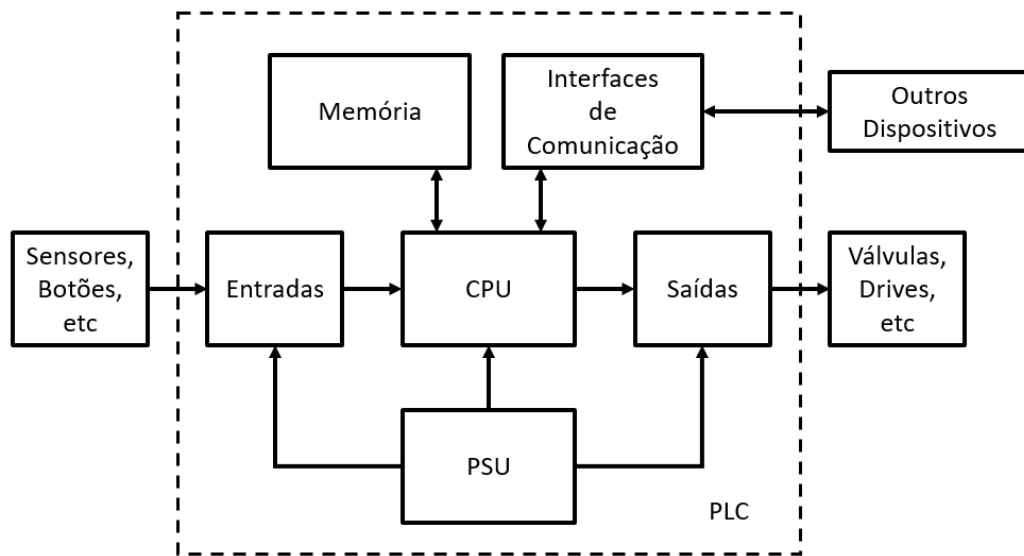 Memória
Interfaces
de
Comunicação
Outros
Dispositivos
Sensores,
Botões,
etc
Entradas
CPU
Saídas
Válvulas,
Drives,
etc
PSU
PLC